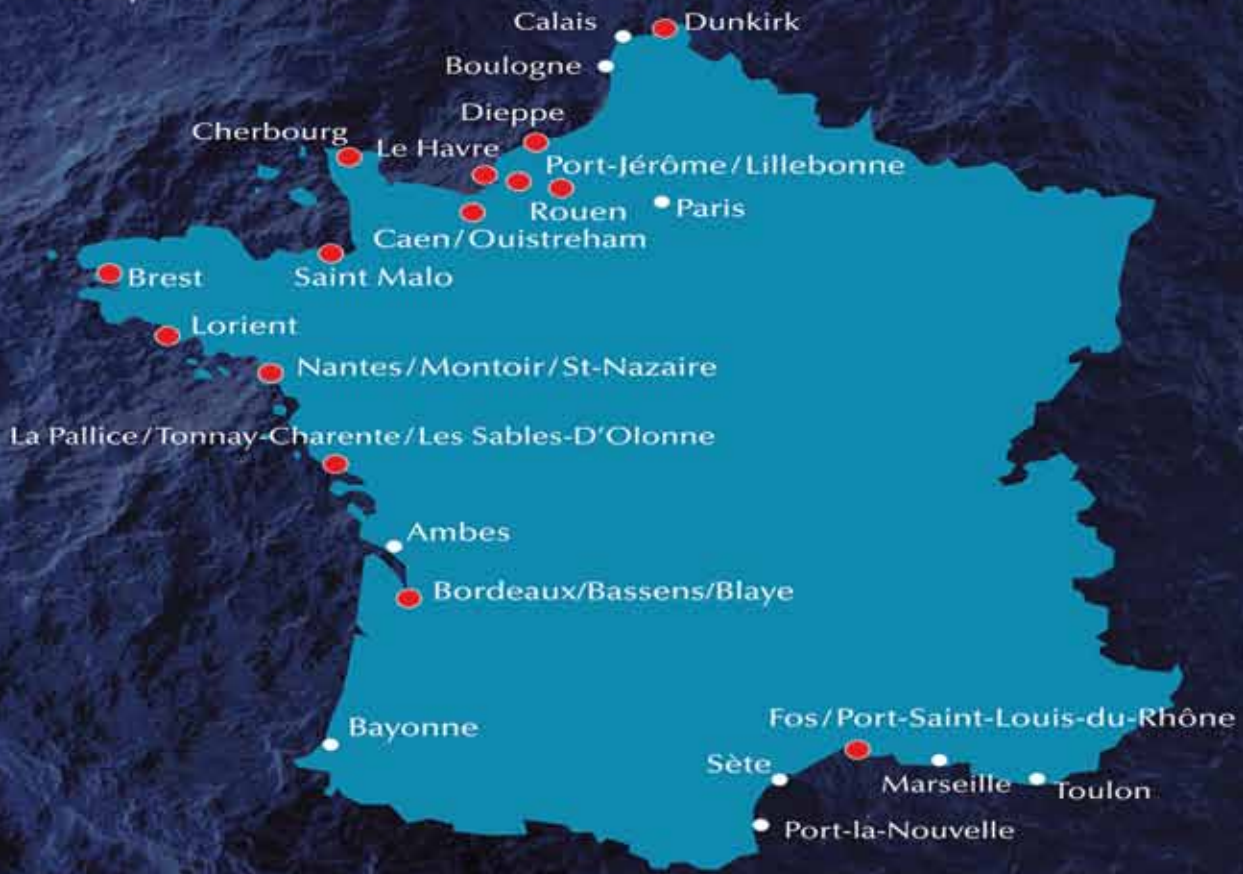 Calais
Dunkirk
Boulogne
Dieppe
Cherbourg
Le Havre
Port-Jérôme/Lillebonne
Rouen
Paris
Caen/Ouistreham
Saint Malo
Brest
Lorient
Nantes/Montoir/St-Nazaire
La Pallice/Tonnay-Charente/Les Sables-D'Olonne
Ambes
Bordeaux/Bassens/Blaye
Bayonne
Fos/Port-Saint-Louis-du-Rhône
Sète
Marseille
Toulon
Port-la-Nouvelle